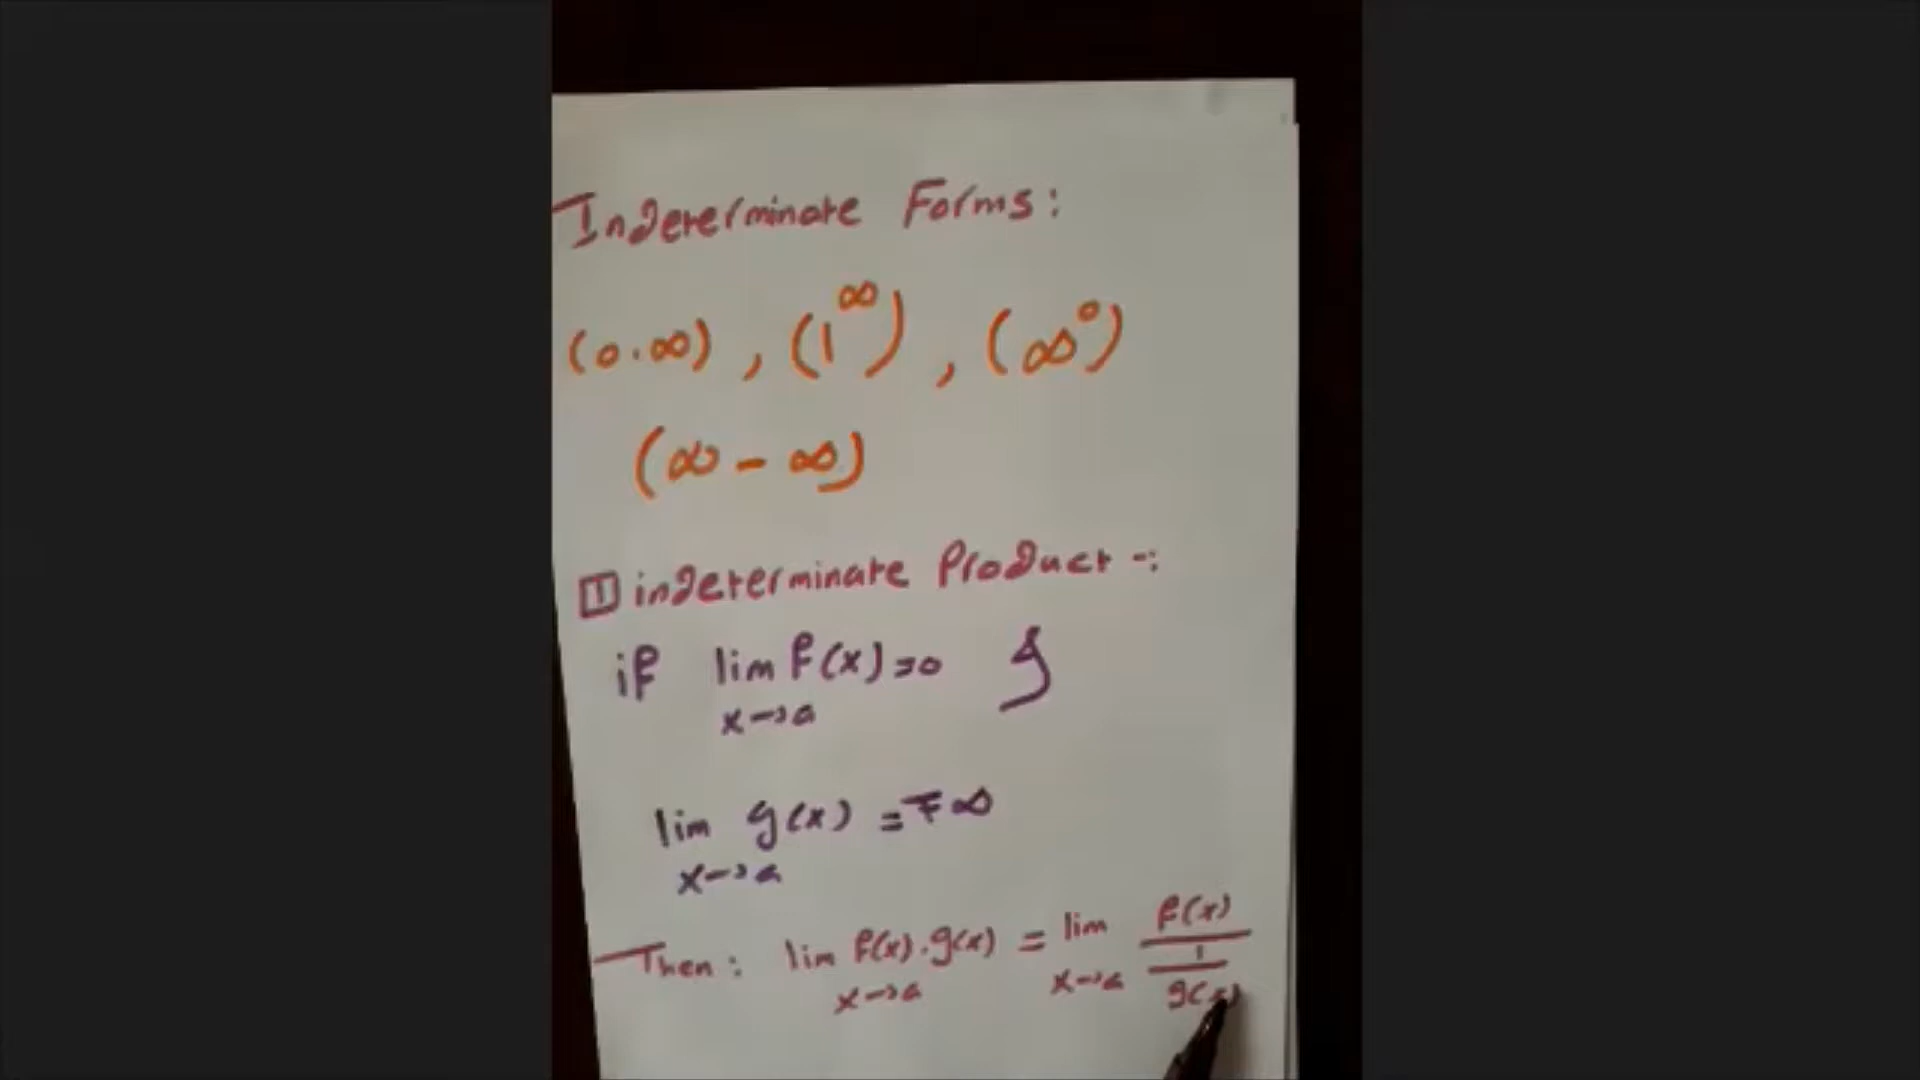 Indeterminate Forms:
(0.∞) , (1^∞) , (∞^0)
(∞ - ∞)
1 indeterminate Product -:
if lim f(x) = 0 &
x→a
lim g(x) = ∓∞
x→a
Then : lim f(x).g(x) = lim f(x) / (1 / g(x))
x→a x→a